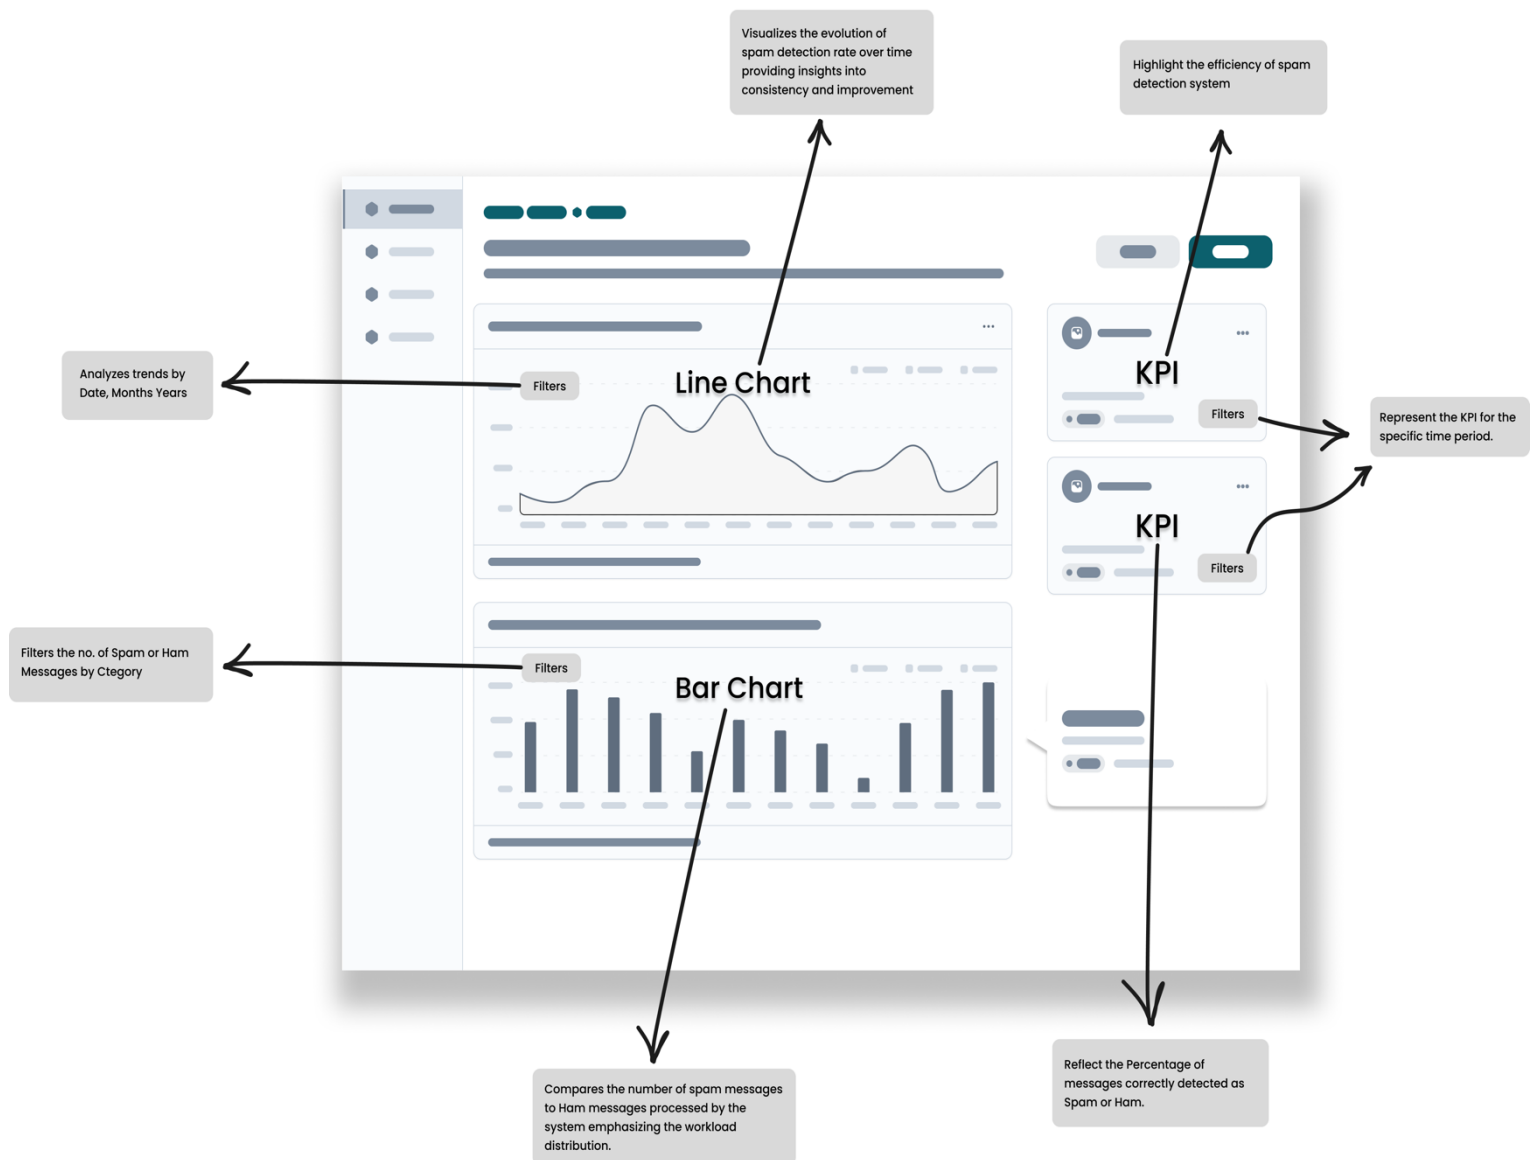 Visualizes the evolution of
spam detection rate over time
providing insights into
consistency and improvement
Highlight the efficiency of spam
detection system
Analyzes trends by
Date, Months Years
Filters
Line Chart
KPI
Filters
Represent the KPI for the
specific time period.
KPI
Filters
Filters the no. of Spam or Ham
Messages by Ctegory
Filters
Bar Chart
Reflect the Percentage of
messages correctly detected as
Spam or Ham.
Compares the number of spam messages
to Ham messages processed by the
system emphasizing the workload
distribution.